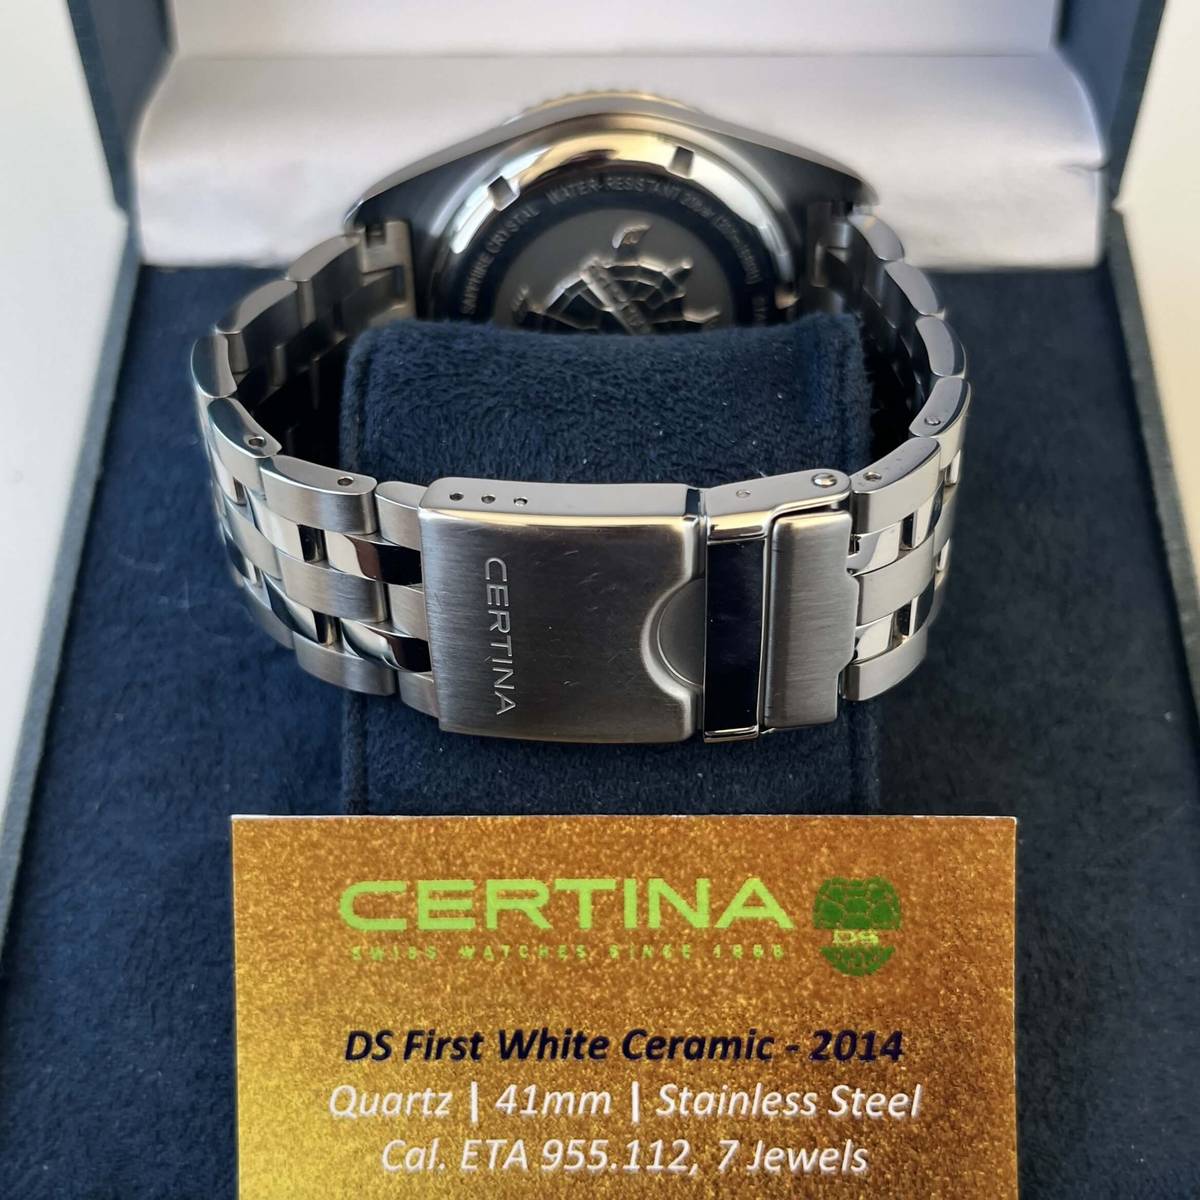 SAPPHIRE CRYSTAL WATER-RESISTANT 20bar
CERTINA
CERTINA
DS
SWISS WATCHES SINCE 1888
DS First White Ceramic - 2014
Quartz | 41mm | Stainless Steel
Cal. ETA 955.112, 7 Jewels